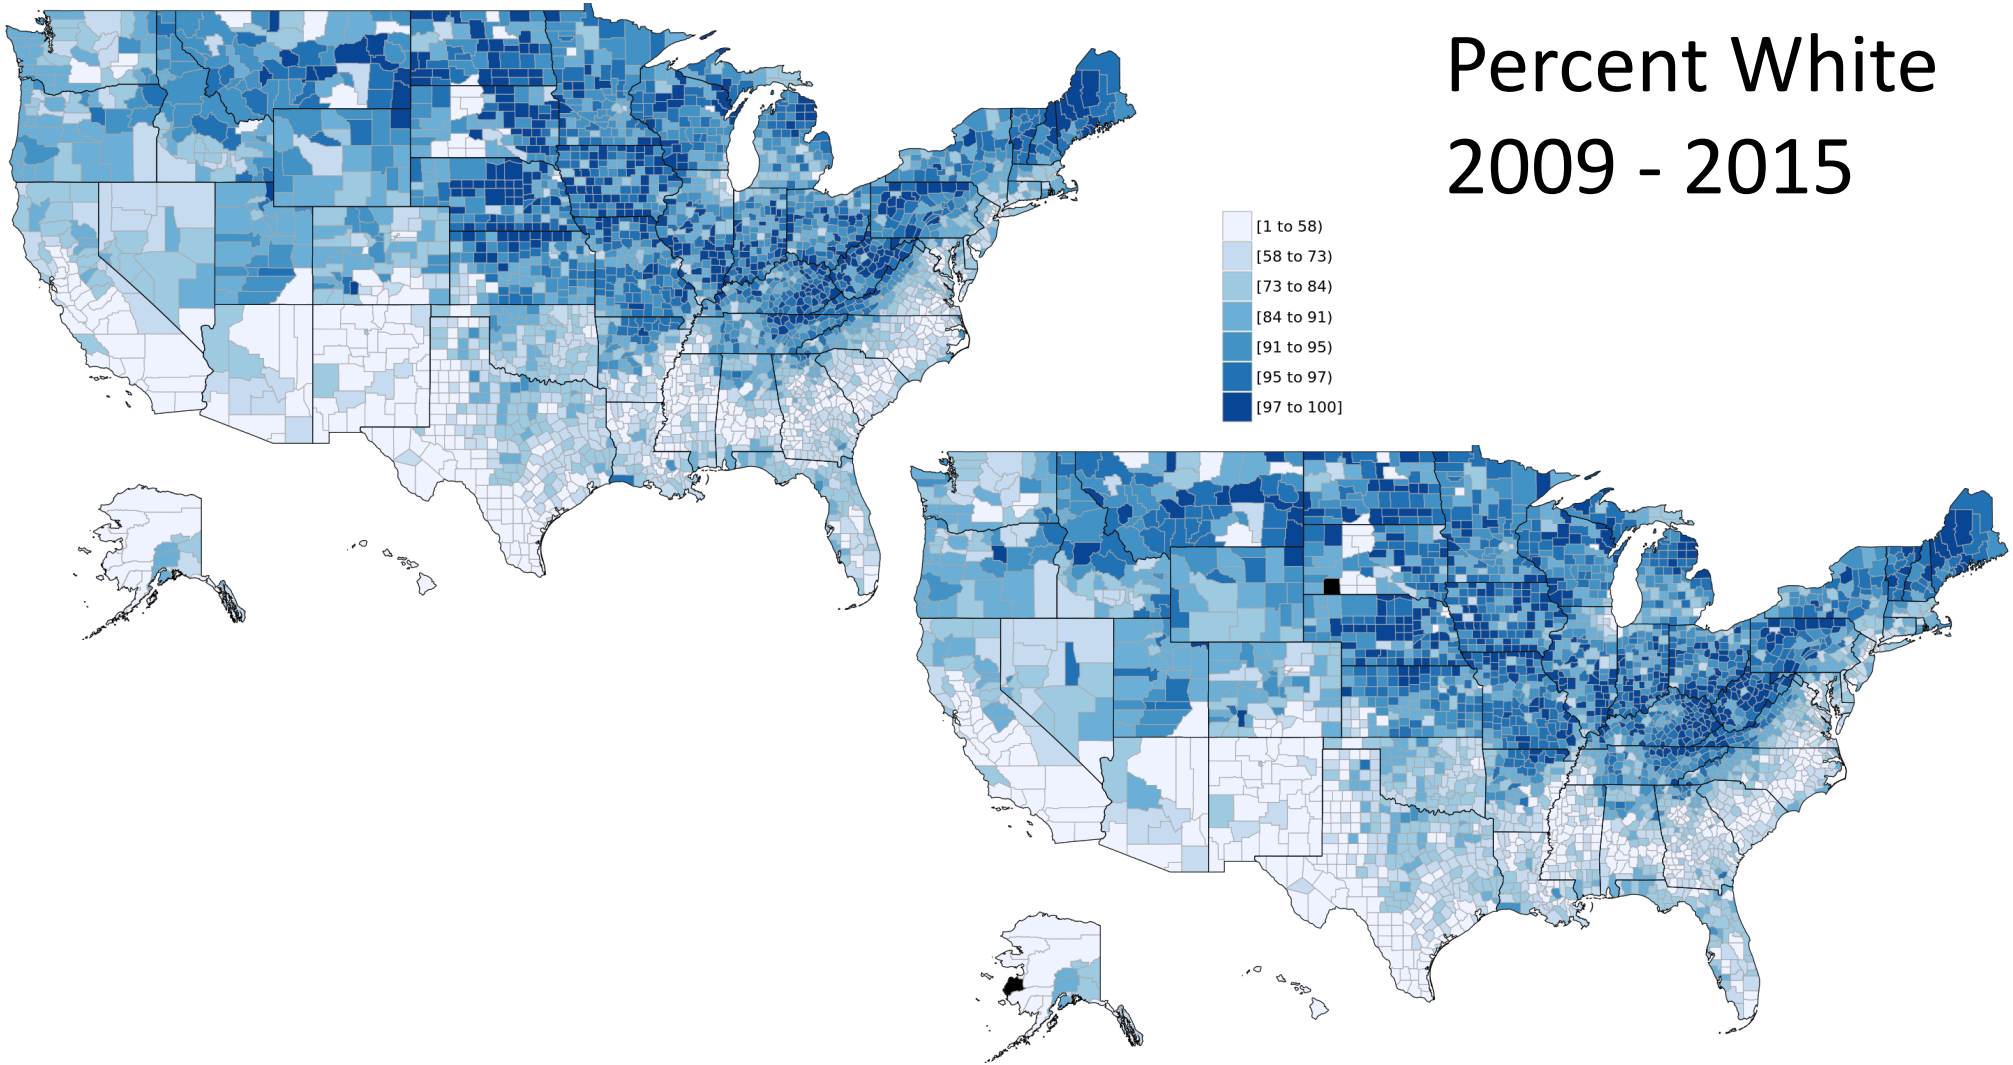 Percent White
2009 - 2015
[1 to 58)
[58 to 73)
[73 to 84)
[84 to 91)
[91 to 95)
[95 to 97)
[97 to 100]